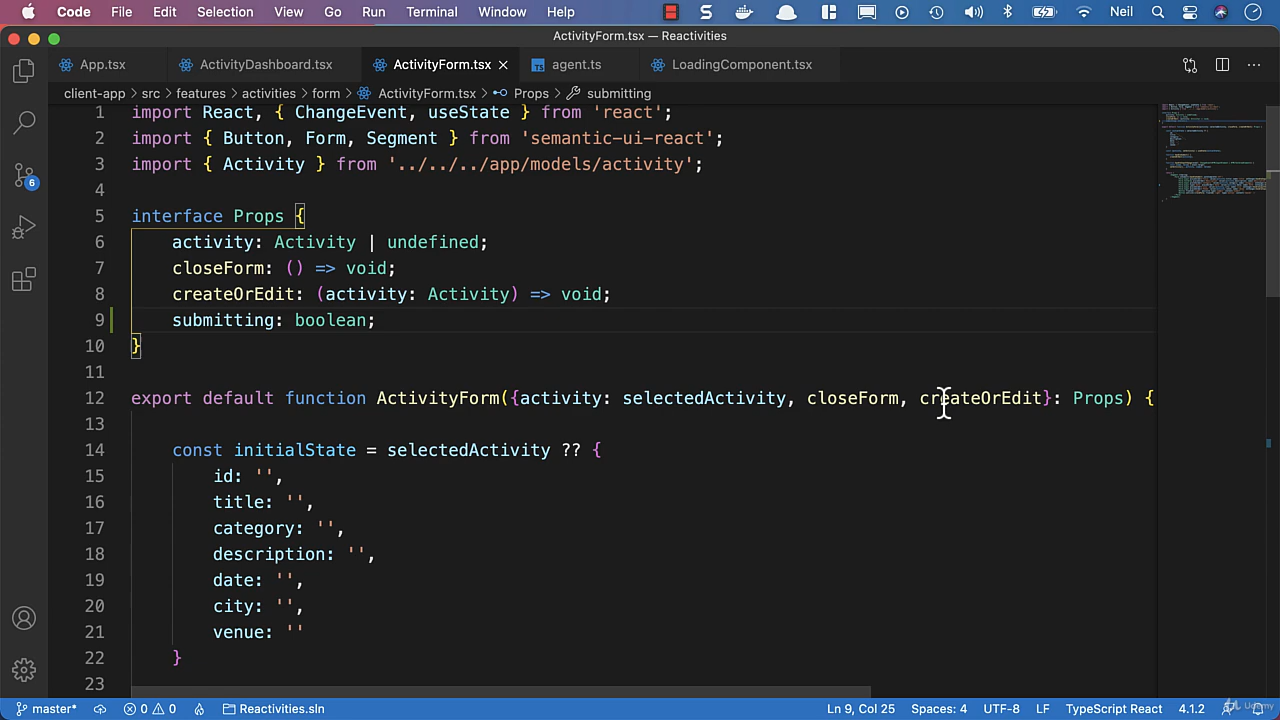 Code File Edit Selection View Go Run Terminal Window Help Neil
ActivityForm.tsx — Reactivities
App.tsx ActivityDashboard.tsx ActivityForm.tsx agent.ts LoadingComponent.tsx
client-app > src > features > activities > form > ActivityForm.tsx > Props > submitting
1 import React, { ChangeEvent, useState } from 'react';
2 import { Button, Form, Segment } from 'semantic-ui-react';
3 import { Activity } from '../../../app/models/activity';
4
5 interface Props {
6 activity: Activity | undefined;
7 closeForm: () => void;
8 createOrEdit: (activity: Activity) => void;
9 submitting: boolean;
10 }
11
12 export default function ActivityForm({activity: selectedActivity, closeForm, createOrEdit}: Props) {
13
14 const initialState = selectedActivity ?? {
15 id: '',
16 title: '',
17 category: '',
18 description: '',
19 date: '',
20 city: '',
21 venue: ''
22 }
23
6
master* 0 0 Reactivities.sln Ln 9, Col 25 Spaces: 4 UTF-8 LF TypeScript React 4.1.2
Udemy